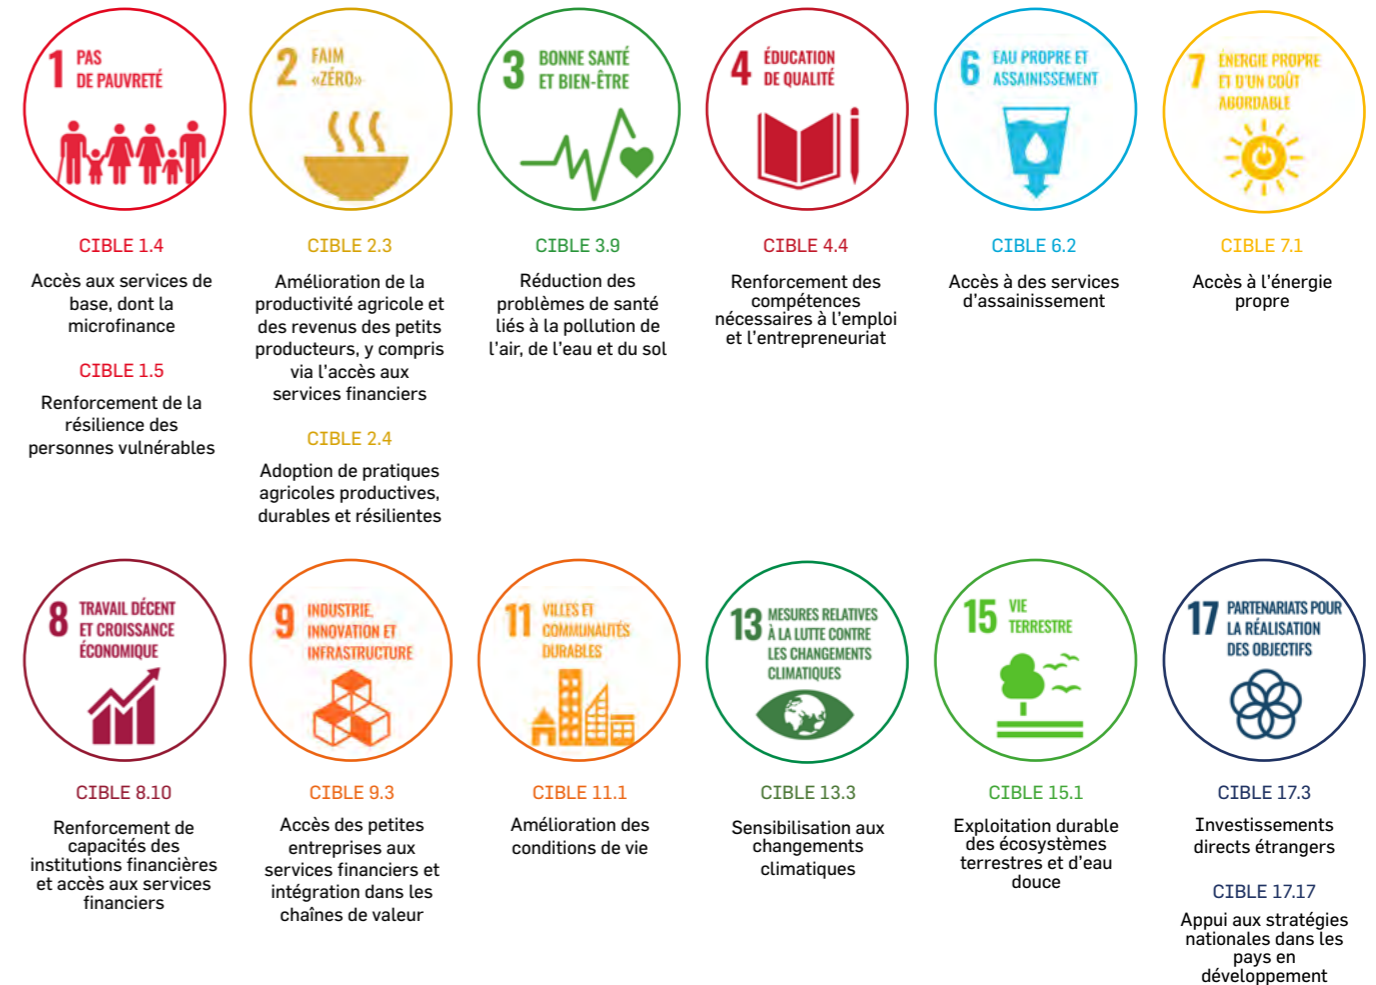 1 PAS
DE PAUVRETÉ
CIBLE 1.4
Accès aux services de
base, dont la
microfinance
CIBLE 1.5
Renforcement de la
résilience des
personnes vulnérables
2 FAIM
«ZÉRO»
CIBLE 2.3
Amélioration de la
productivité agricole et
des revenus des petits
producteurs, y compris
via l'accès aux
services financiers
CIBLE 2.4
Adoption de pratiques
agricoles productives,
durables et résilientes
3 BONNE SANTÉ
ET BIEN-ÊTRE
CIBLE 3.9
Réduction des
problèmes de santé
liés à la pollution de
l'air, de l'eau et du sol
4 ÉDUCATION
DE QUALITÉ
CIBLE 4.4
Renforcement des
compétences
nécessaires à l'emploi
et l'entrepreneuriat
6 EAU PROPRE ET
ASSAINISSEMENT
CIBLE 6.2
Accès à des services
d'assainissement
7 ÉNERGIE PROPRE
ET D'UN COÛT
ABORDABLE
CIBLE 7.1
Accès à l'énergie
propre
8 TRAVAIL DÉCENT
ET CROISSANCE
ÉCONOMIQUE
CIBLE 8.10
Renforcement de
capacités des
institutions financières
et accès aux services
financiers
9 INDUSTRIE,
INNOVATION ET
INFRASTRUCTURE
CIBLE 9.3
Accès des petites
entreprises aux
services financiers et
intégration dans les
chaînes de valeur
11 VILLES ET
COMMUNAUTÉS
DURABLES
CIBLE 11.1
Amélioration des
conditions de vie
13 MESURES RELATIVES
À LA LUTTE CONTRE
LES CHANGEMENTS
CLIMATIQUES
CIBLE 13.3
Sensibilisation aux
changements
climatiques
15 VIE
TERRESTRE
CIBLE 15.1
Exploitation durable
des écosystèmes
terrestres et d'eau
douce
17 PARTENARIATS POUR
LA RÉALISATION
DES OBJECTIFS
CIBLE 17.3
Investissements
directs étrangers
CIBLE 17.17
Appui aux stratégies
nationales dans les
pays en
développement